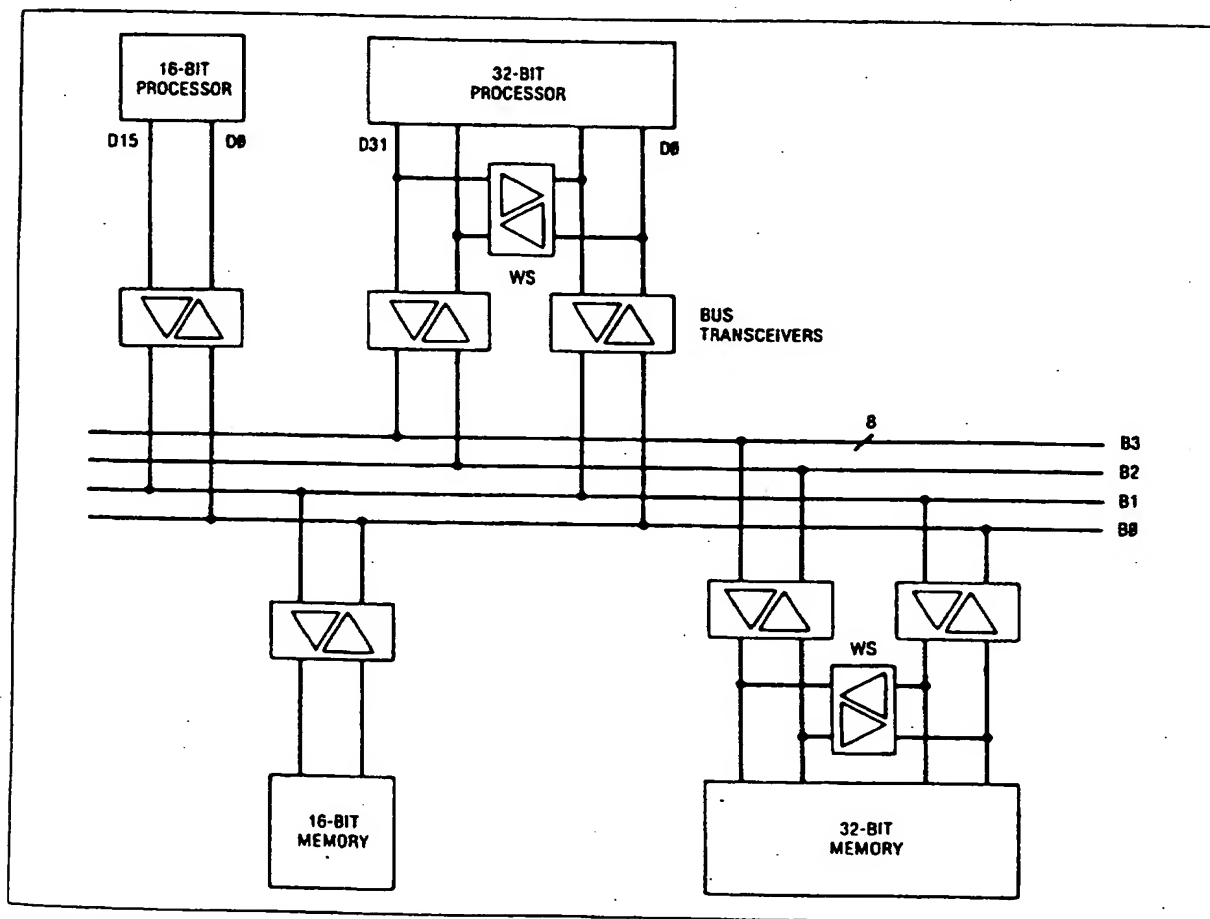 16-BIT
PROCESSOR
32-BIT
PROCESSOR
D15
D0
D31
D0
WS
BUS
TRANSCEIVERS
8
B3
B2
B1
B0
WS
16-BIT
MEMORY
32-BIT
MEMORY